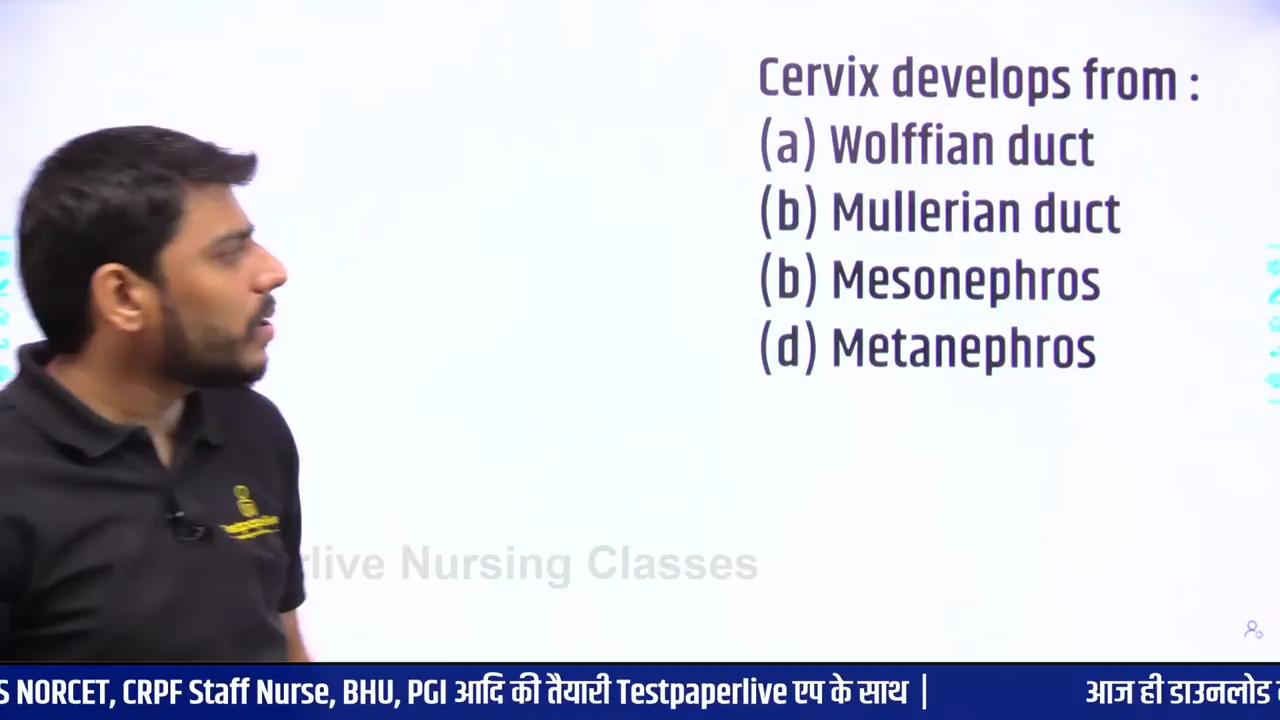 Cervix develops from :
(a) Wolffian duct
(b) Mullerian duct
(b) Mesonephros
(d) Metanephros
Nursing Classes
NORCET, CRPF Staff Nurse, BHU, PGI आदि की तैयारी Testpaperlive एप के साथ |
आज ही डाउनलोड